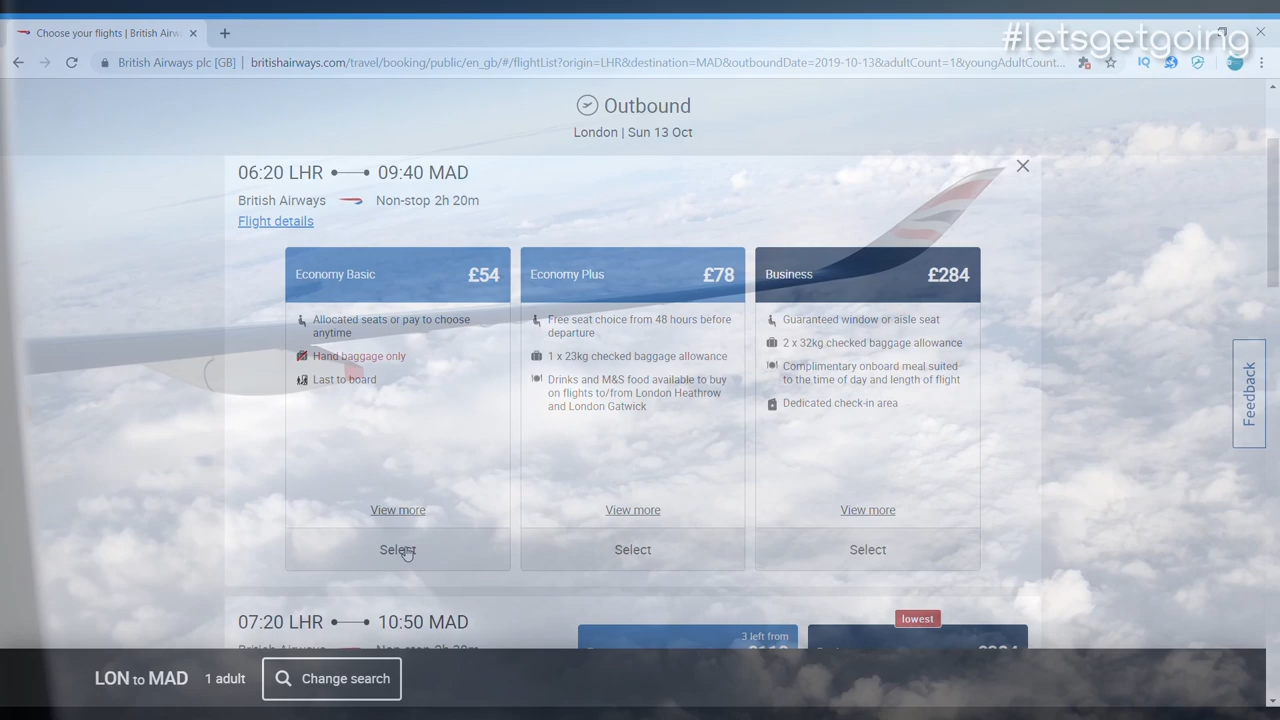 #letsgetgoing
Choose your flights | British Airw
British Airways plc [GB] | britishairways.com/travel/booking/public/en_gb/#/flightList?origin=LHR&destination=MAD&outboundDate=2019-10-13&adultCount=1&youngAdultCount...
Outbound
London | Sun 13 Oct
06:20 LHR 09:40 MAD
British Airways Non-stop 2h 20m
Flight details
Economy Basic £54
Allocated seats or pay to choose
anytime
Hand baggage only
Last to board
View more
Select
Economy Plus £78
Free seat choice from 48 hours before
departure
1 x 23kg checked baggage allowance
Drinks and M&S food available to buy
on flights to/from London Heathrow
and London Gatwick
View more
Select
Business £284
Guaranteed window or aisle seat
2 x 32kg checked baggage allowance
Complimentary onboard meal suited
to the time of day and length of flight
Dedicated check-in area
View more
Select
Feedback
07:20 LHR 10:50 MAD
lowest
3 left from
British Airways Non-stop 2h 30m
LON to MAD 1 adult Change search